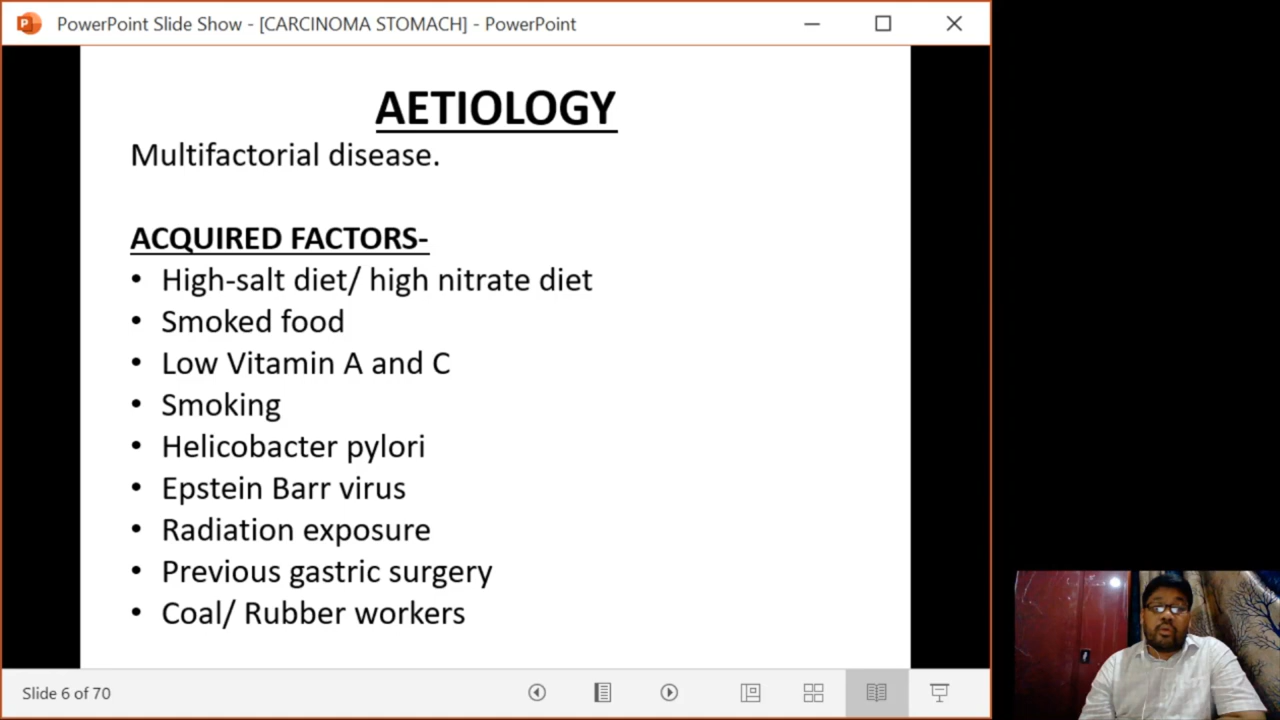 PowerPoint Slide Show - [CARCINOMA STOMACH] - PowerPoint
AETIOLOGY
Multifactorial disease.
ACQUIRED FACTORS-
• High-salt diet/ high nitrate diet
• Smoked food
• Low Vitamin A and C
• Smoking
• Helicobacter pylori
• Epstein Barr virus
• Radiation exposure
• Previous gastric surgery
• Coal/ Rubber workers
Slide 6 of 70